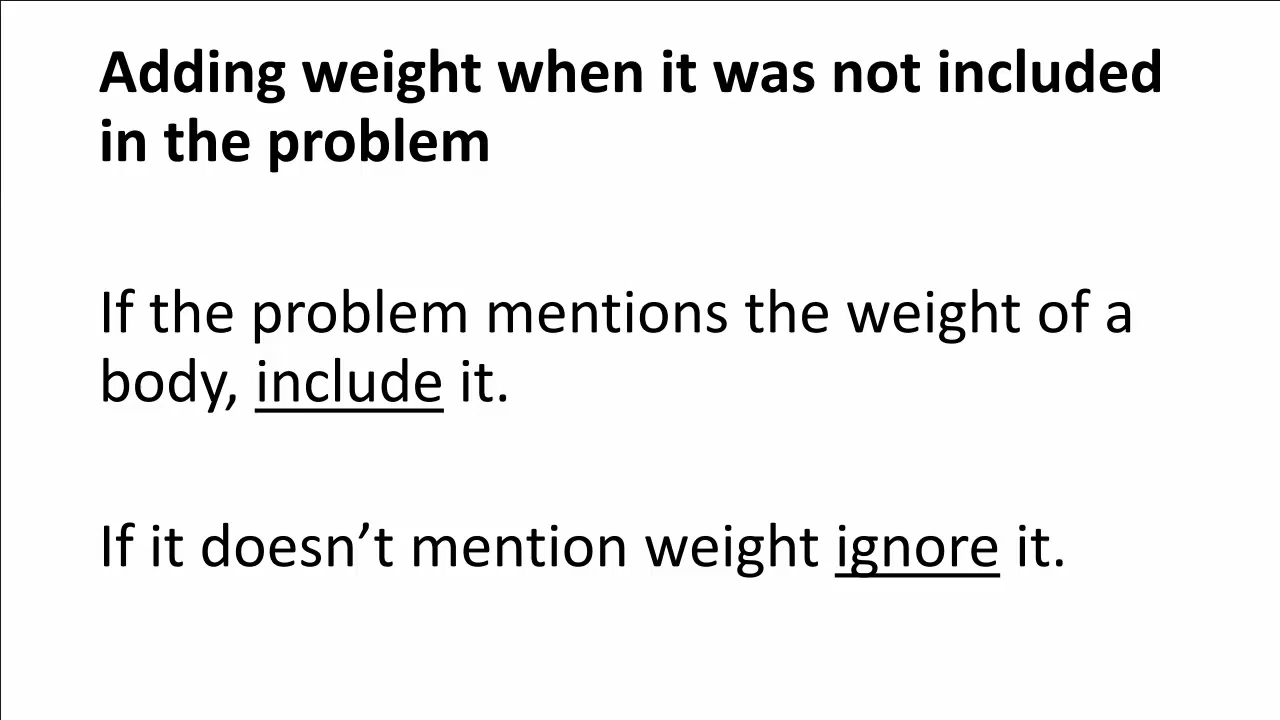 Adding weight when it was not included
in the problem
If the problem mentions the weight of a
body, include it.
If it doesn’t mention weight ignore it.